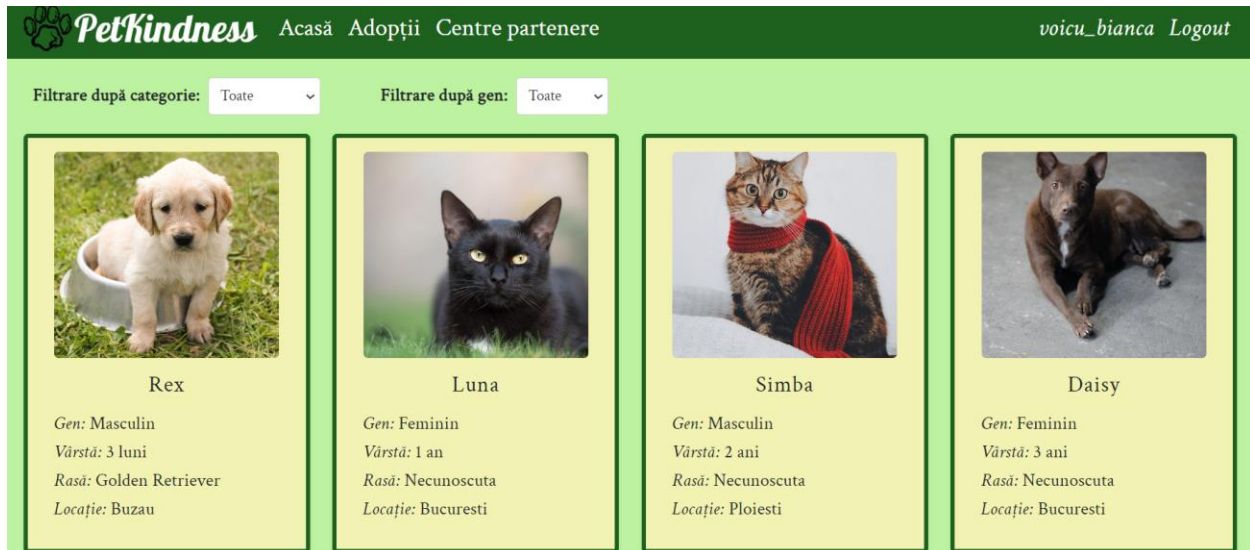 PetKindness Acasă Adopții Centre partenere voicu_bianca Logout
Filtrare după categorie: Toate Filtrare după gen: Toate
Rex
Gen: Masculin
Vârstă: 3 luni
Rasă: Golden Retriever
Locație: Buzau
Luna
Gen: Feminin
Vârstă: 1 an
Rasă: Necunoscuta
Locație: Bucuresti
Simba
Gen: Masculin
Vârstă: 2 ani
Rasă: Necunoscuta
Locație: Ploiesti
Daisy
Gen: Feminin
Vârstă: 3 ani
Rasă: Necunoscuta
Locație: Bucuresti